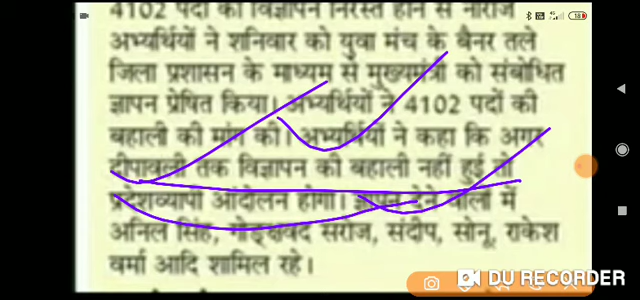 4102 पदों का विज्ञापन निरस्त होने से नाराज
अभ्यर्थियों ने शनिवार को युवा मंच के बैनर तले
जिला प्रशासन के माध्यम से मुख्यमंत्री को संबोधित
ज्ञापन प्रेषित किया। अभ्यर्थियों ने 4102 पदों की
बहाली की मांग की। अभ्यर्थियों ने कहा कि अगर
दीपावली तक विज्ञापन की बहाली नहीं हुई तो
प्रदेशव्यापी आंदोलन होगा। ज्ञापन देने वालों में
अनिल सिंह, सरोज, संदीप, सोनू, राकेश
वर्मा आदि शामिल रहे।
DU RECORDER